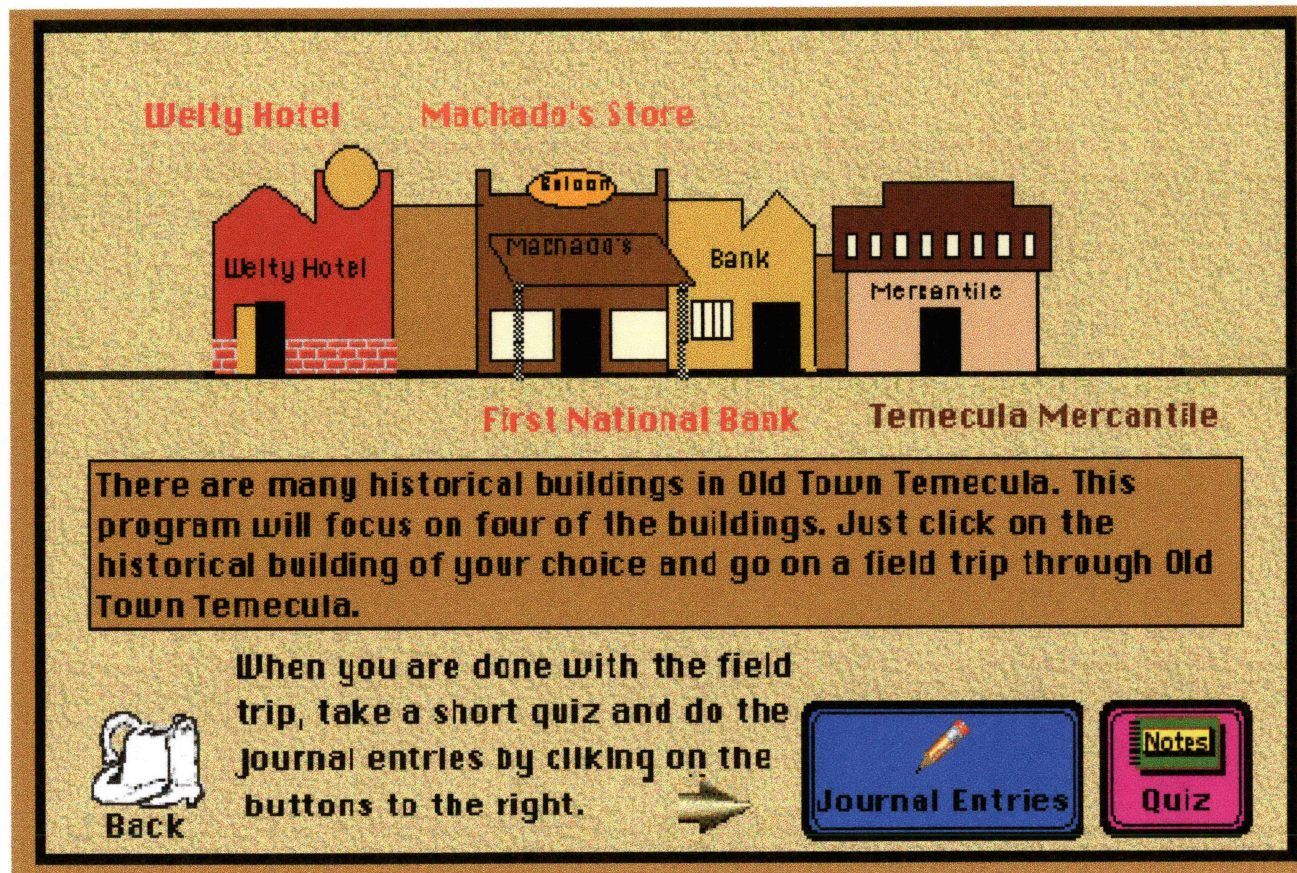 Welty Hotel Machado's Store
Saloon
Machado's
Welty Hotel
Bank
Mercantile
First National Bank Temecula Mercantile
There are many historical buildings in Old Town Temecula. This
program will focus on four of the buildings. Just click on the
historical building of your choice and go on a field trip through Old
Town Temecula.
When you are done with the field
trip, take a short quiz and do the
journal entries by cliking on the
buttons to the right.
Back
Journal Entries
Notes
Quiz